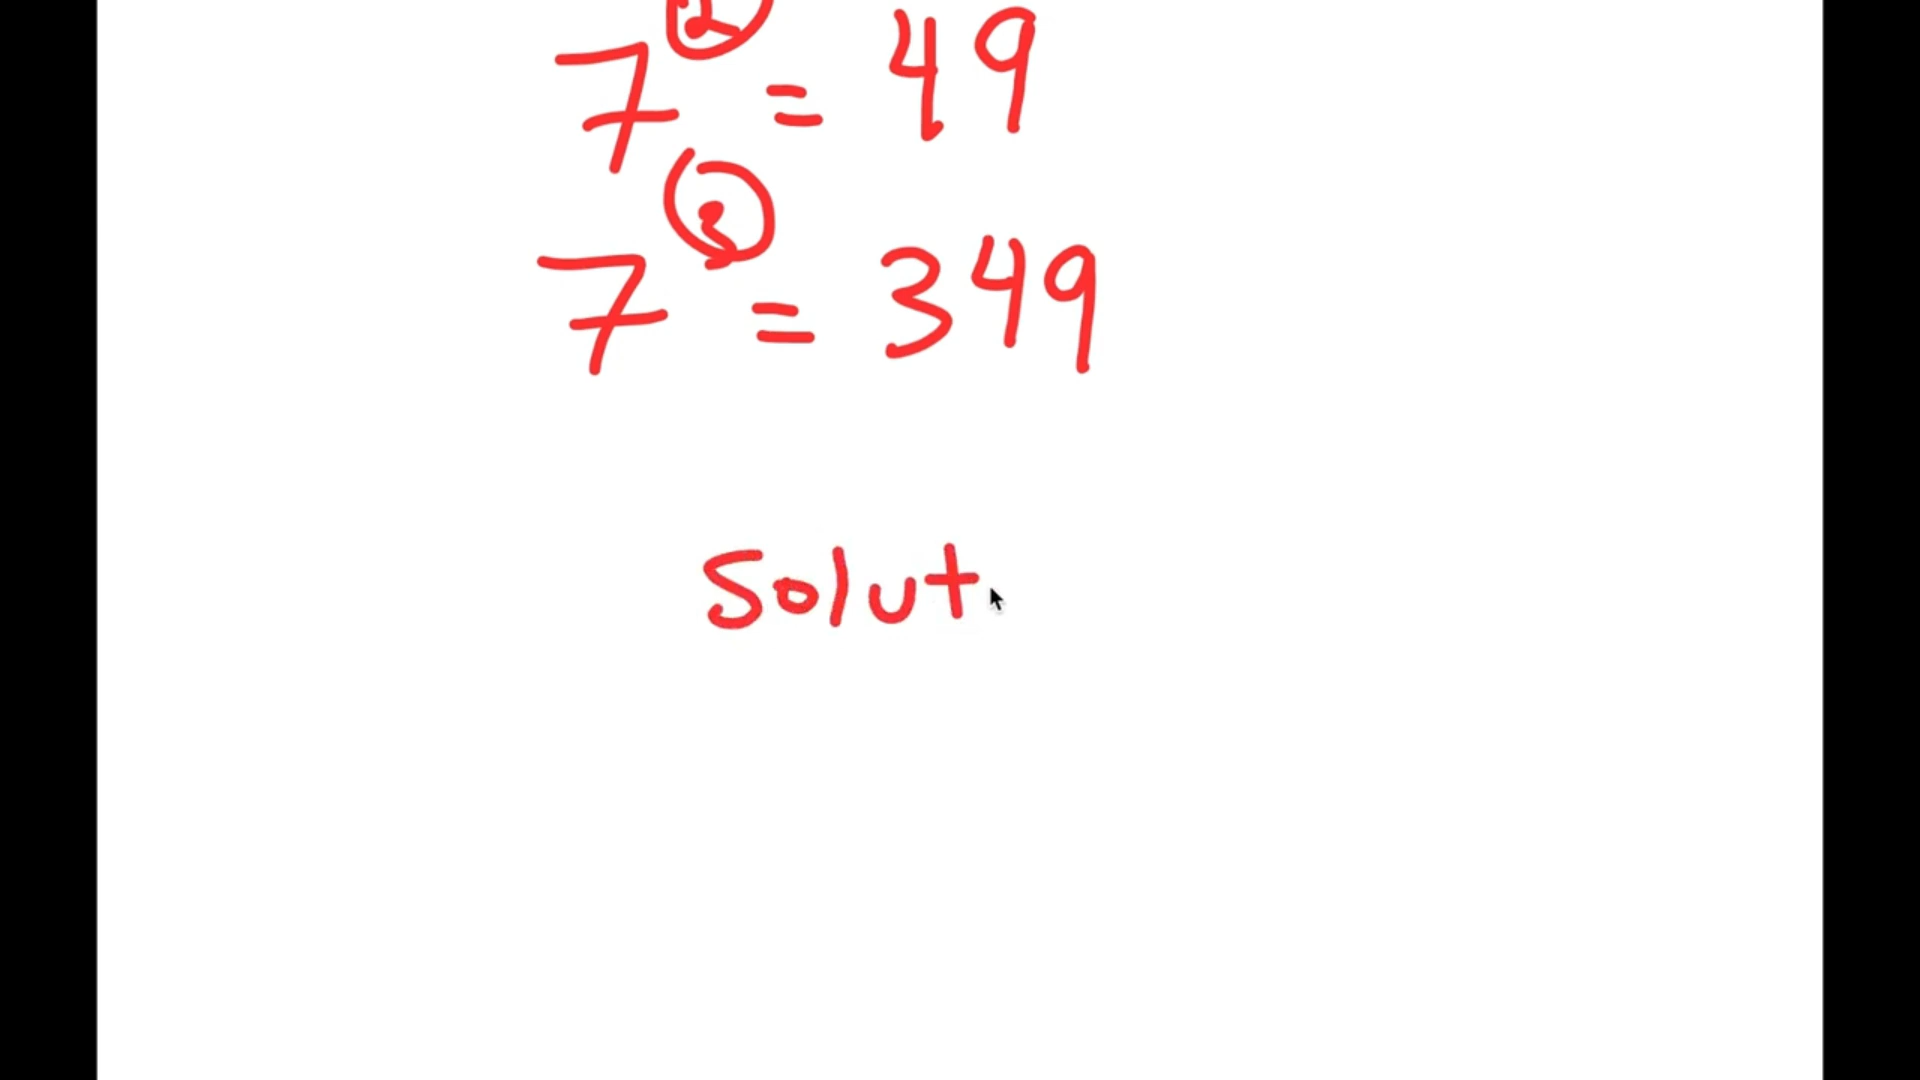 7² = 49
7³ = 349
Solut